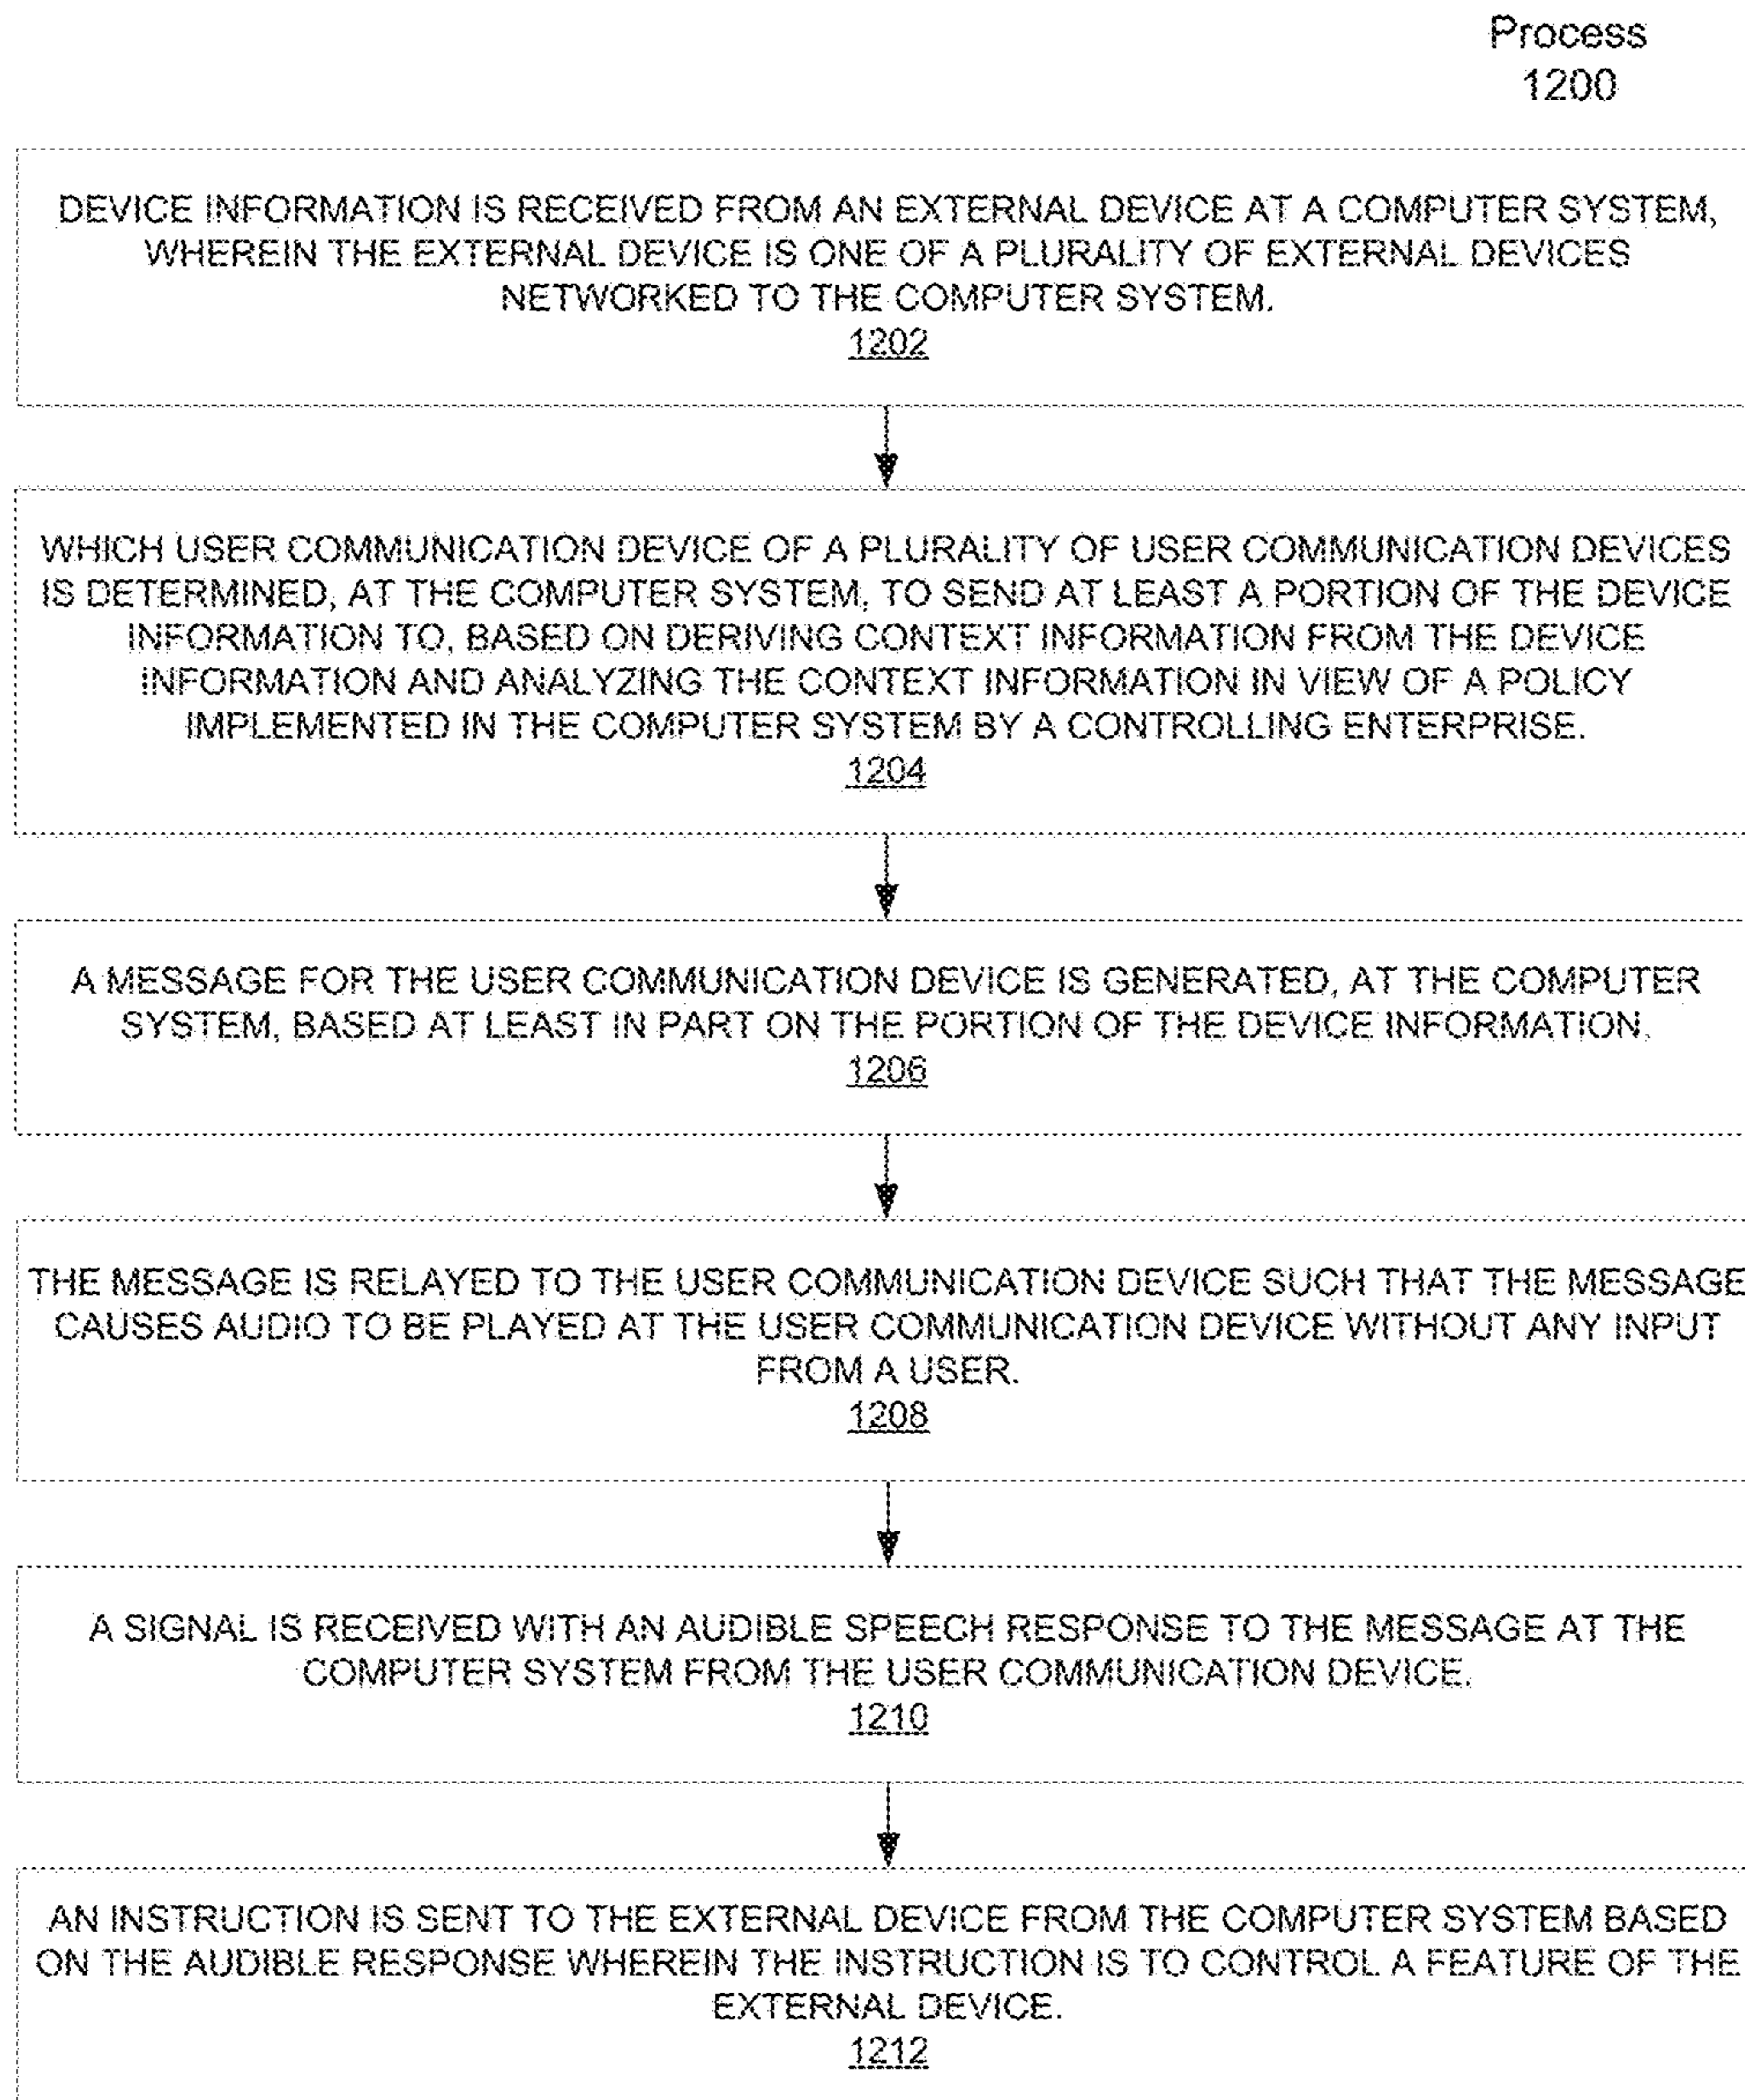 Process
1200
DEVICE INFORMATION IS RECEIVED FROM AN EXTERNAL DEVICE AT A COMPUTER SYSTEM,
WHEREIN THE EXTERNAL DEVICE IS ONE OF A PLURALITY OF EXTERNAL DEVICES
NETWORKED TO THE COMPUTER SYSTEM.
1202
WHICH USER COMMUNICATION DEVICE OF A PLURALITY OF USER COMMUNICATION DEVICES
IS DETERMINED, AT THE COMPUTER SYSTEM, TO SEND AT LEAST A PORTION OF THE DEVICE
INFORMATION TO, BASED ON DERIVING CONTEXT INFORMATION FROM THE DEVICE
INFORMATION AND ANALYZING THE CONTEXT INFORMATION IN VIEW OF A POLICY
IMPLEMENTED IN THE COMPUTER SYSTEM BY A CONTROLLING ENTERPRISE.
1204
A MESSAGE FOR THE USER COMMUNICATION DEVICE IS GENERATED, AT THE COMPUTER
SYSTEM, BASED AT LEAST IN PART ON THE PORTION OF THE DEVICE INFORMATION.
1206
THE MESSAGE IS RELAYED TO THE USER COMMUNICATION DEVICE SUCH THAT THE MESSAGE
CAUSES AUDIO TO BE PLAYED AT THE USER COMMUNICATION DEVICE WITHOUT ANY INPUT
FROM A USER.
1208
A SIGNAL IS RECEIVED WITH AN AUDIBLE SPEECH RESPONSE TO THE MESSAGE AT THE
COMPUTER SYSTEM FROM THE USER COMMUNICATION DEVICE.
1210
AN INSTRUCTION IS SENT TO THE EXTERNAL DEVICE FROM THE COMPUTER SYSTEM BASED
ON THE AUDIBLE RESPONSE WHEREIN THE INSTRUCTION IS TO CONTROL A FEATURE OF THE
EXTERNAL DEVICE.
1212